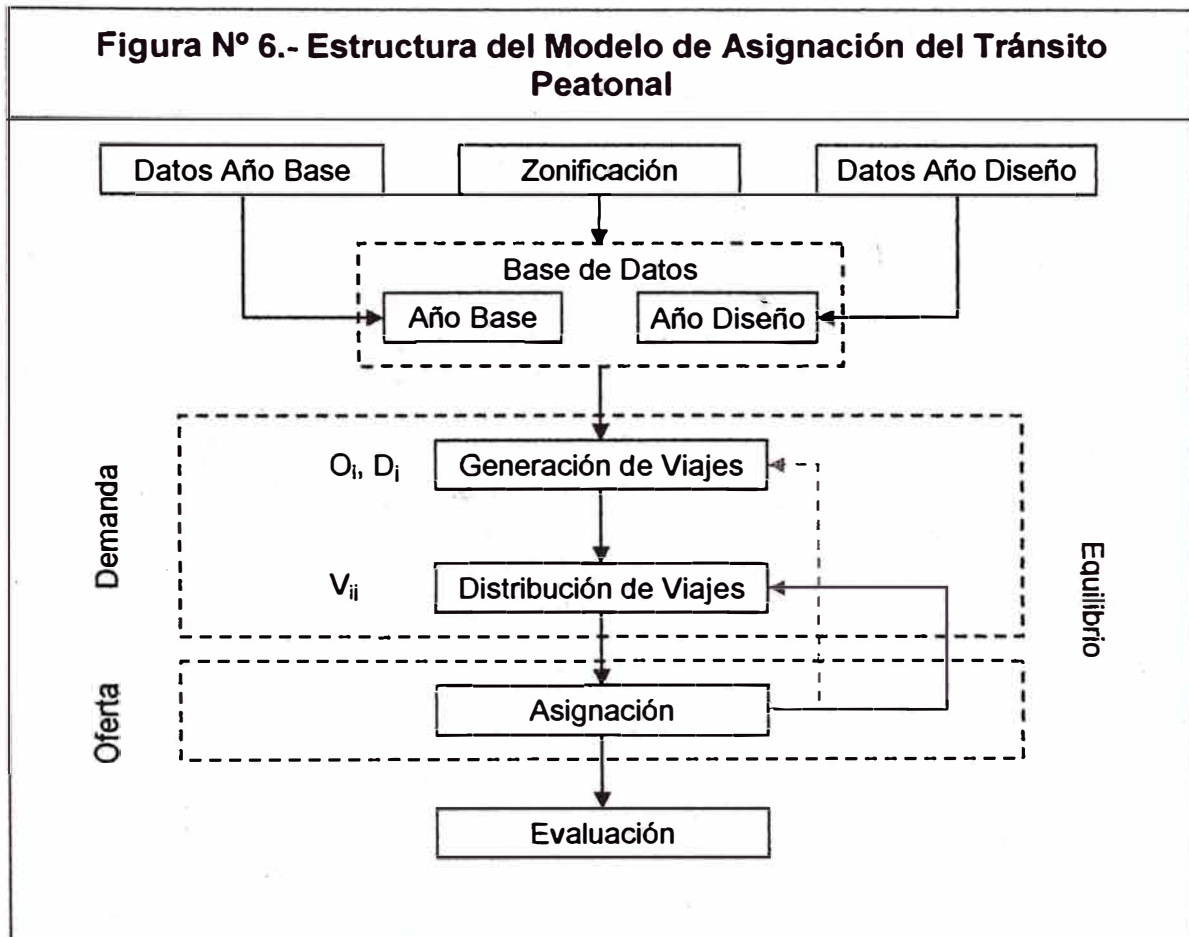 Figura Nº 6.- Estructura del Modelo de Asignación del Tránsito
Peatonal
Datos Año Base
Zonificación
Datos Año Diseño
Base de Datos
Año Base
Año Diseño
Demanda
Oᵢ, Dⱼ
Generación de Viajes
Vᵢⱼ
Distribución de Viajes
Equilibrio
Oferta
Asignación
Evaluación